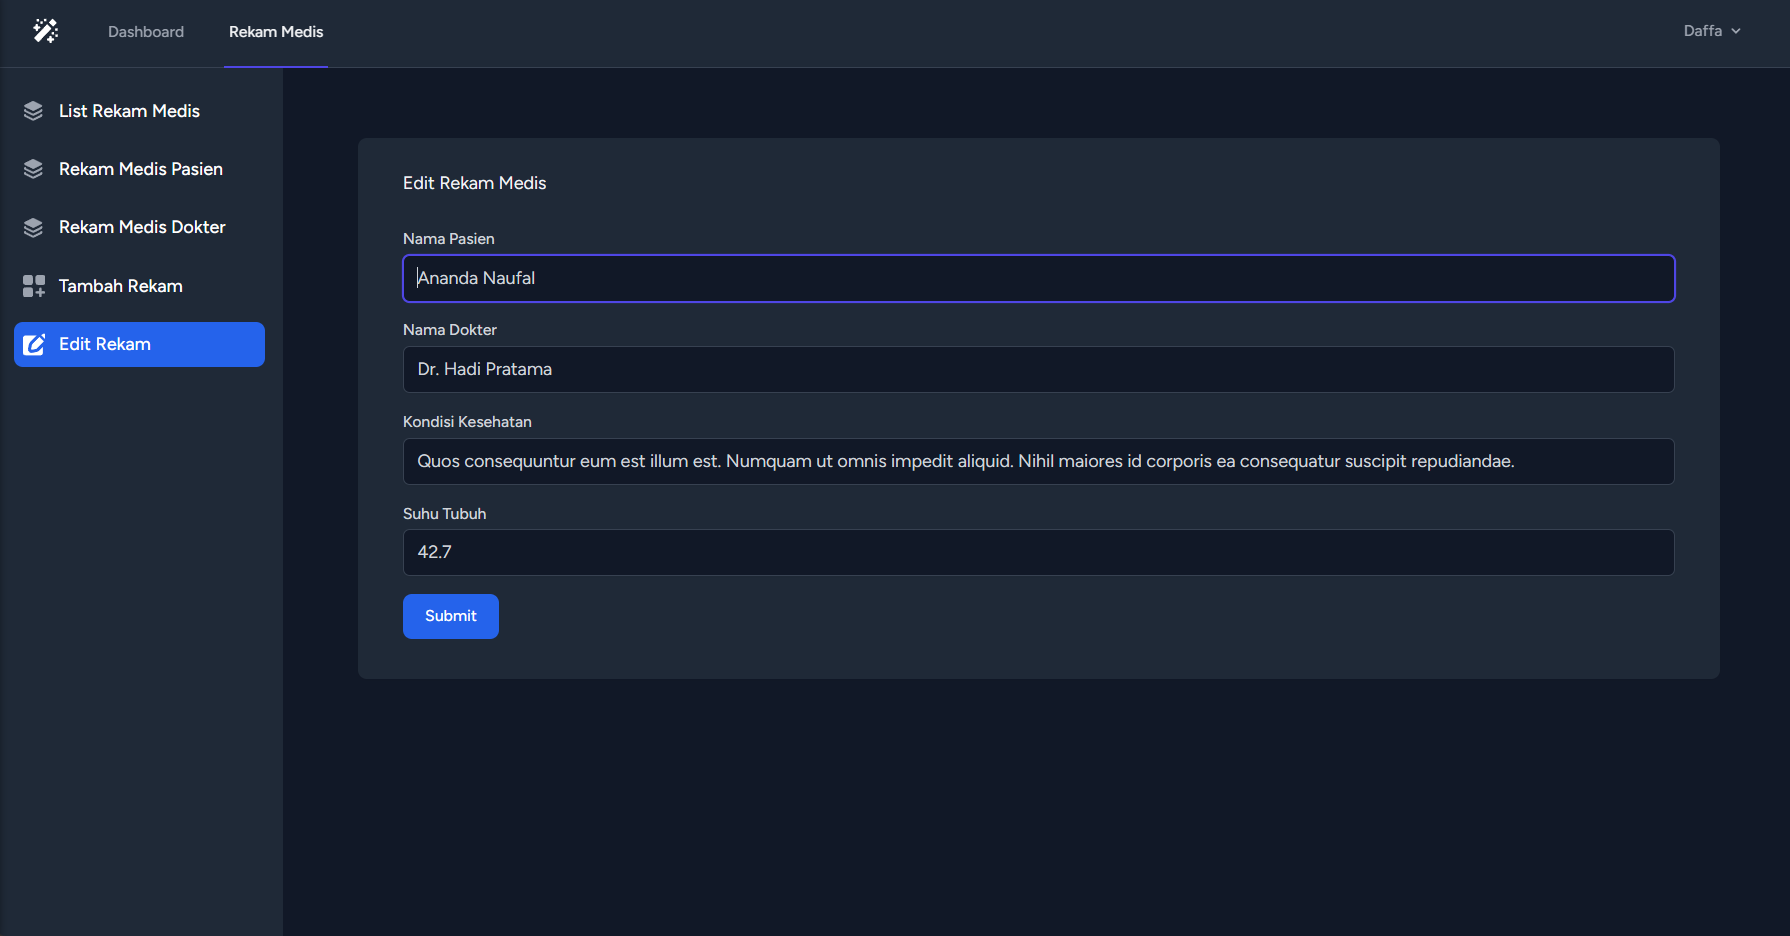 Dashboard
Rekam Medis
Daffa
List Rekam Medis
Rekam Medis Pasien
Rekam Medis Dokter
Tambah Rekam
Edit Rekam
Edit Rekam Medis
Nama Pasien
Ananda Naufal
Nama Dokter
Dr. Hadi Pratama
Kondisi Kesehatan
Quos consequuntur eum est illum est. Numquam ut omnis impedit aliquid. Nihil maiores id corporis ea consequatur suscipit repudiandae.
Suhu Tubuh
42.7
Submit